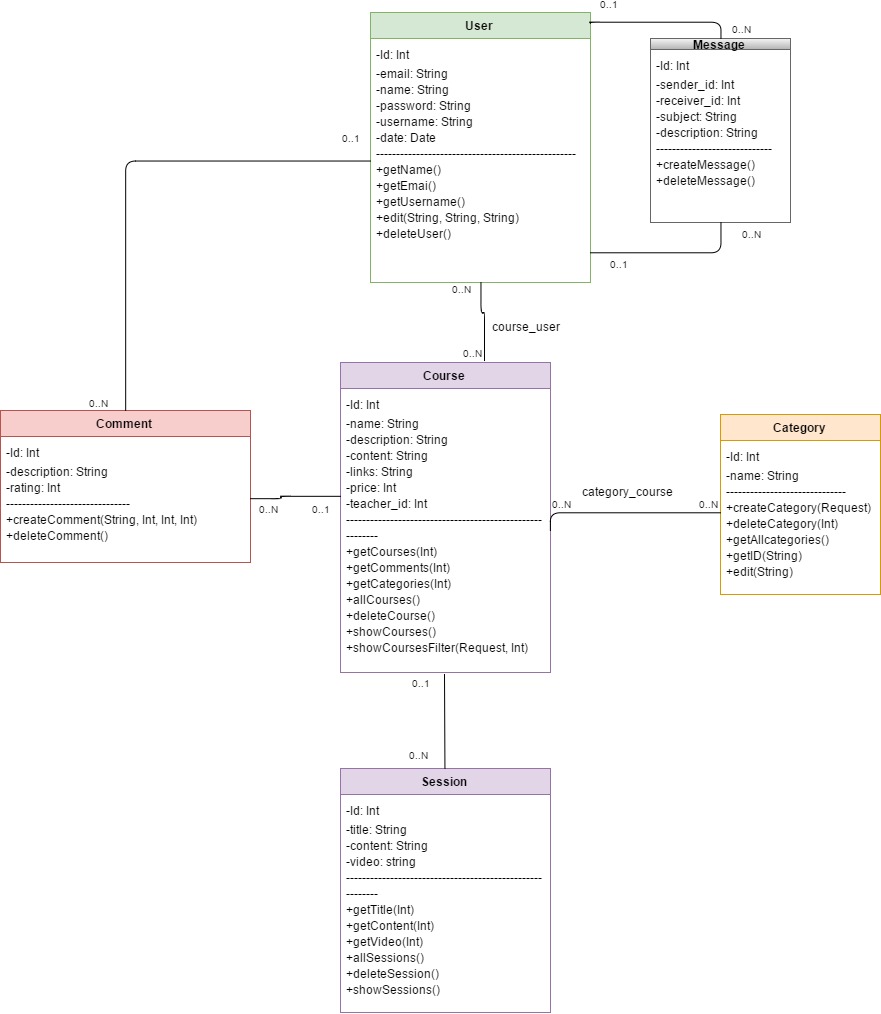 User
-Id: Int
-email: String
-name: String
-password: String
-username: String
-date: Date
--------------------------------------------------
+getName()
+getEmai()
+getUsername()
+edit(String, String, String)
+deleteUser()
0..1
0..N
Message
-Id: Int
-sender_id: Int
-receiver_id: Int
-subject: String
-description: String
-----------------------------
+createMessage()
+deleteMessage()
0..N
0..1
0..1
0..N
0..N
course_user
0..N
Comment
-Id: Int
-description: String
-rating: Int
-------------------------------
+createComment(String, Int, Int, Int)
+deleteComment()
0..N
0..1
Course
-Id: Int
-name: String
-description: String
-content: String
-links: String
-price: Int
-teacher_id: Int
-------------------------------------------------
--------
+getCourses(Int)
+getComments(Int)
+getCategories(Int)
+allCourses()
+deleteCourse()
+showCourses()
+showCoursesFilter(Request, Int)
category_course
0..N
0..N
Category
-Id: Int
-name: String
------------------------------
+createCategory(Request)
+deleteCategory(Int)
+getAllcategories()
+getID(String)
+edit(String)
0..1
0..N
Session
-Id: Int
-title: String
-content: String
-video: string
-------------------------------------------------
--------
+getTitle(Int)
+getContent(Int)
+getVideo(Int)
+allSessions()
+deleteSession()
+showSessions()